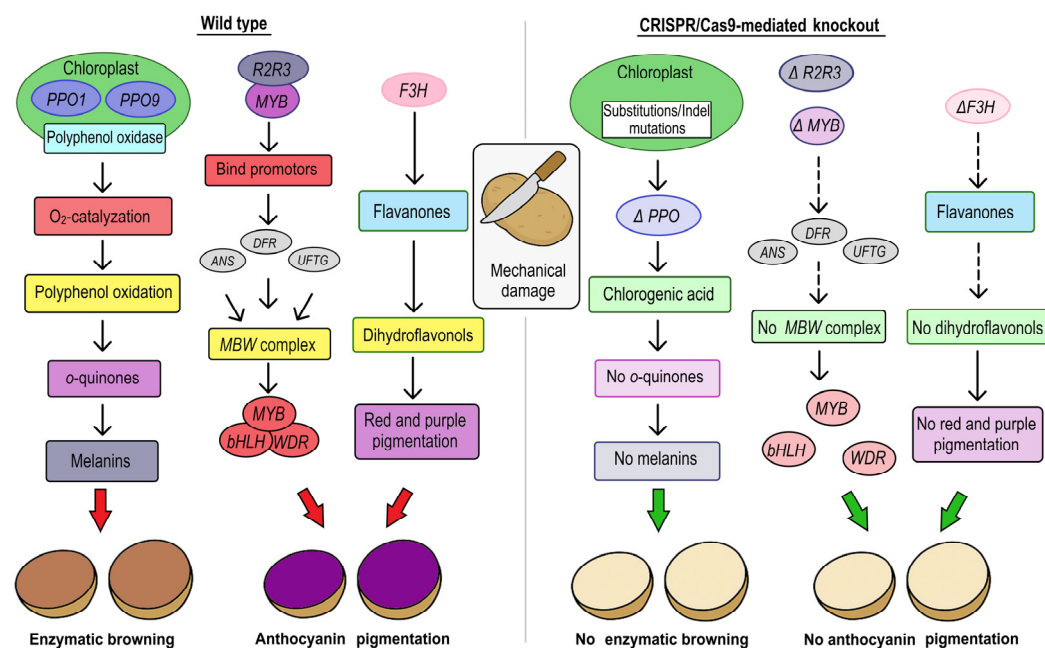 Wild type
Chloroplast
PPO1
PPO9
Polyphenol oxidase
O₂-catalyzation
Polyphenol oxidation
o-quinones
Melanins
Enzymatic browning
R2R3
MYB
Bind promotors
DFR
ANS
UFTG
MBW complex
MYB
bHLH
WDR
F3H
Flavanones
Dihydroflavonols
Red and purple
pigmentation
Anthocyanin pigmentation
Mechanical
damage
CRISPR/Cas9-mediated knockout
Chloroplast
Substitutions/Indel
mutations
Δ PPO
Chlorogenic acid
No o-quinones
No melanins
No enzymatic browning
Δ R2R3
Δ MYB
DFR
ANS
UFTG
No MBW complex
MYB
bHLH
WDR
ΔF3H
Flavanones
No dihydroflavonols
No red and purple
pigmentation
No anthocyanin pigmentation